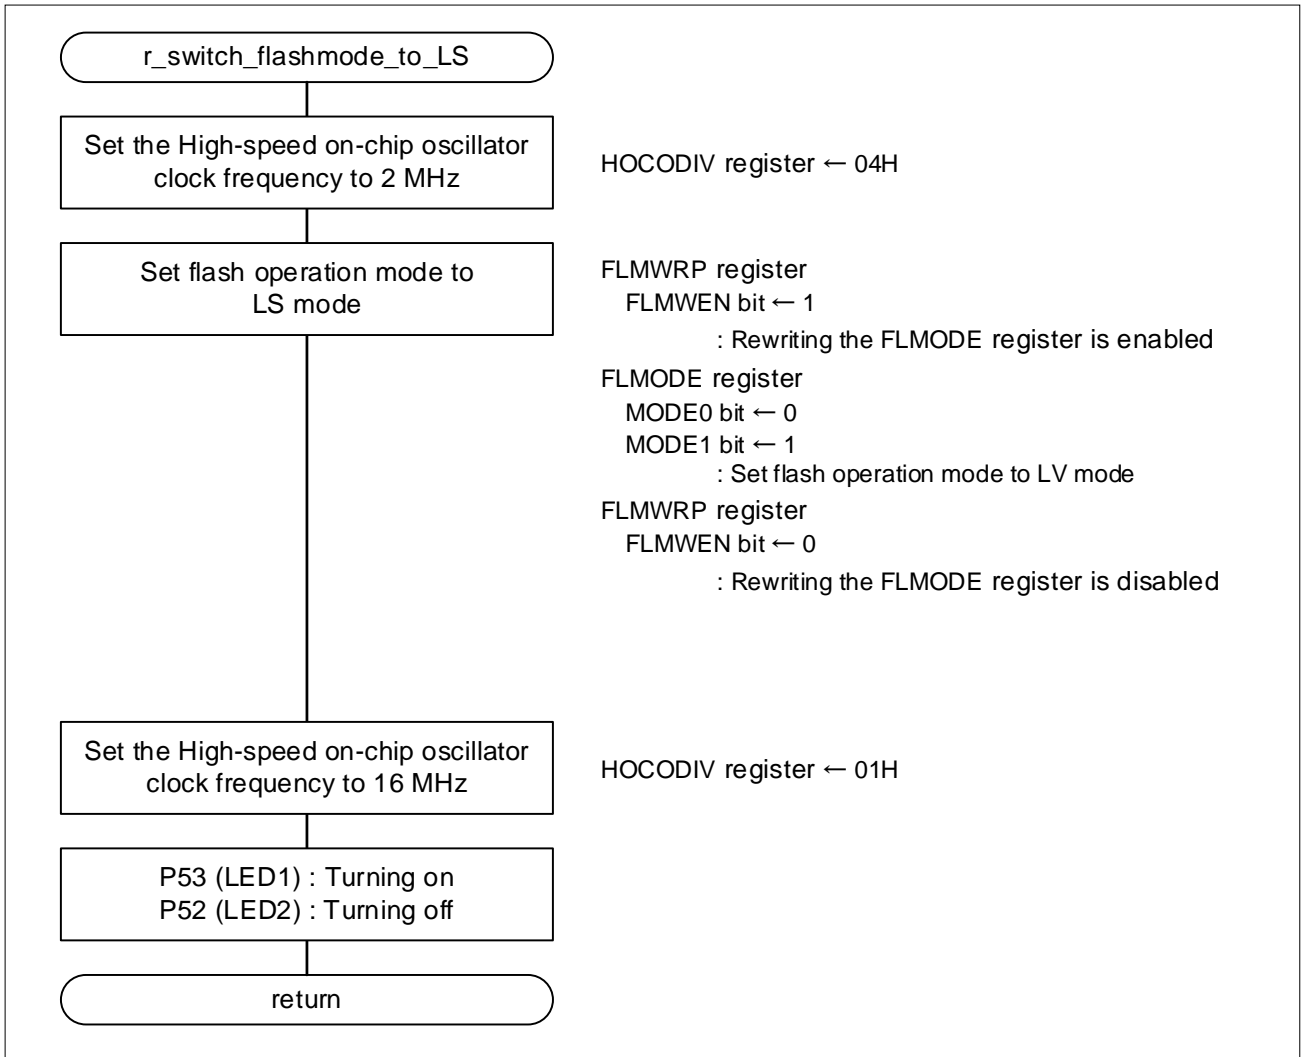 r_switch_flashmode_to_LS
Set the High-speed on-chip oscillator
clock frequency to 2 MHz
HOCODIV register ← 04H
Set flash operation mode to
LS mode
FLMWRP register
FLMWEN bit ← 1
: Rewriting the FLMODE register is enabled
FLMODE register
MODE0 bit ← 0
MODE1 bit ← 1
: Set flash operation mode to LV mode
FLMWRP register
FLMWEN bit ← 0
: Rewriting the FLMODE register is disabled
Set the High-speed on-chip oscillator
clock frequency to 16 MHz
HOCODIV register ← 01H
P53 (LED1) : Turning on
P52 (LED2) : Turning off
return